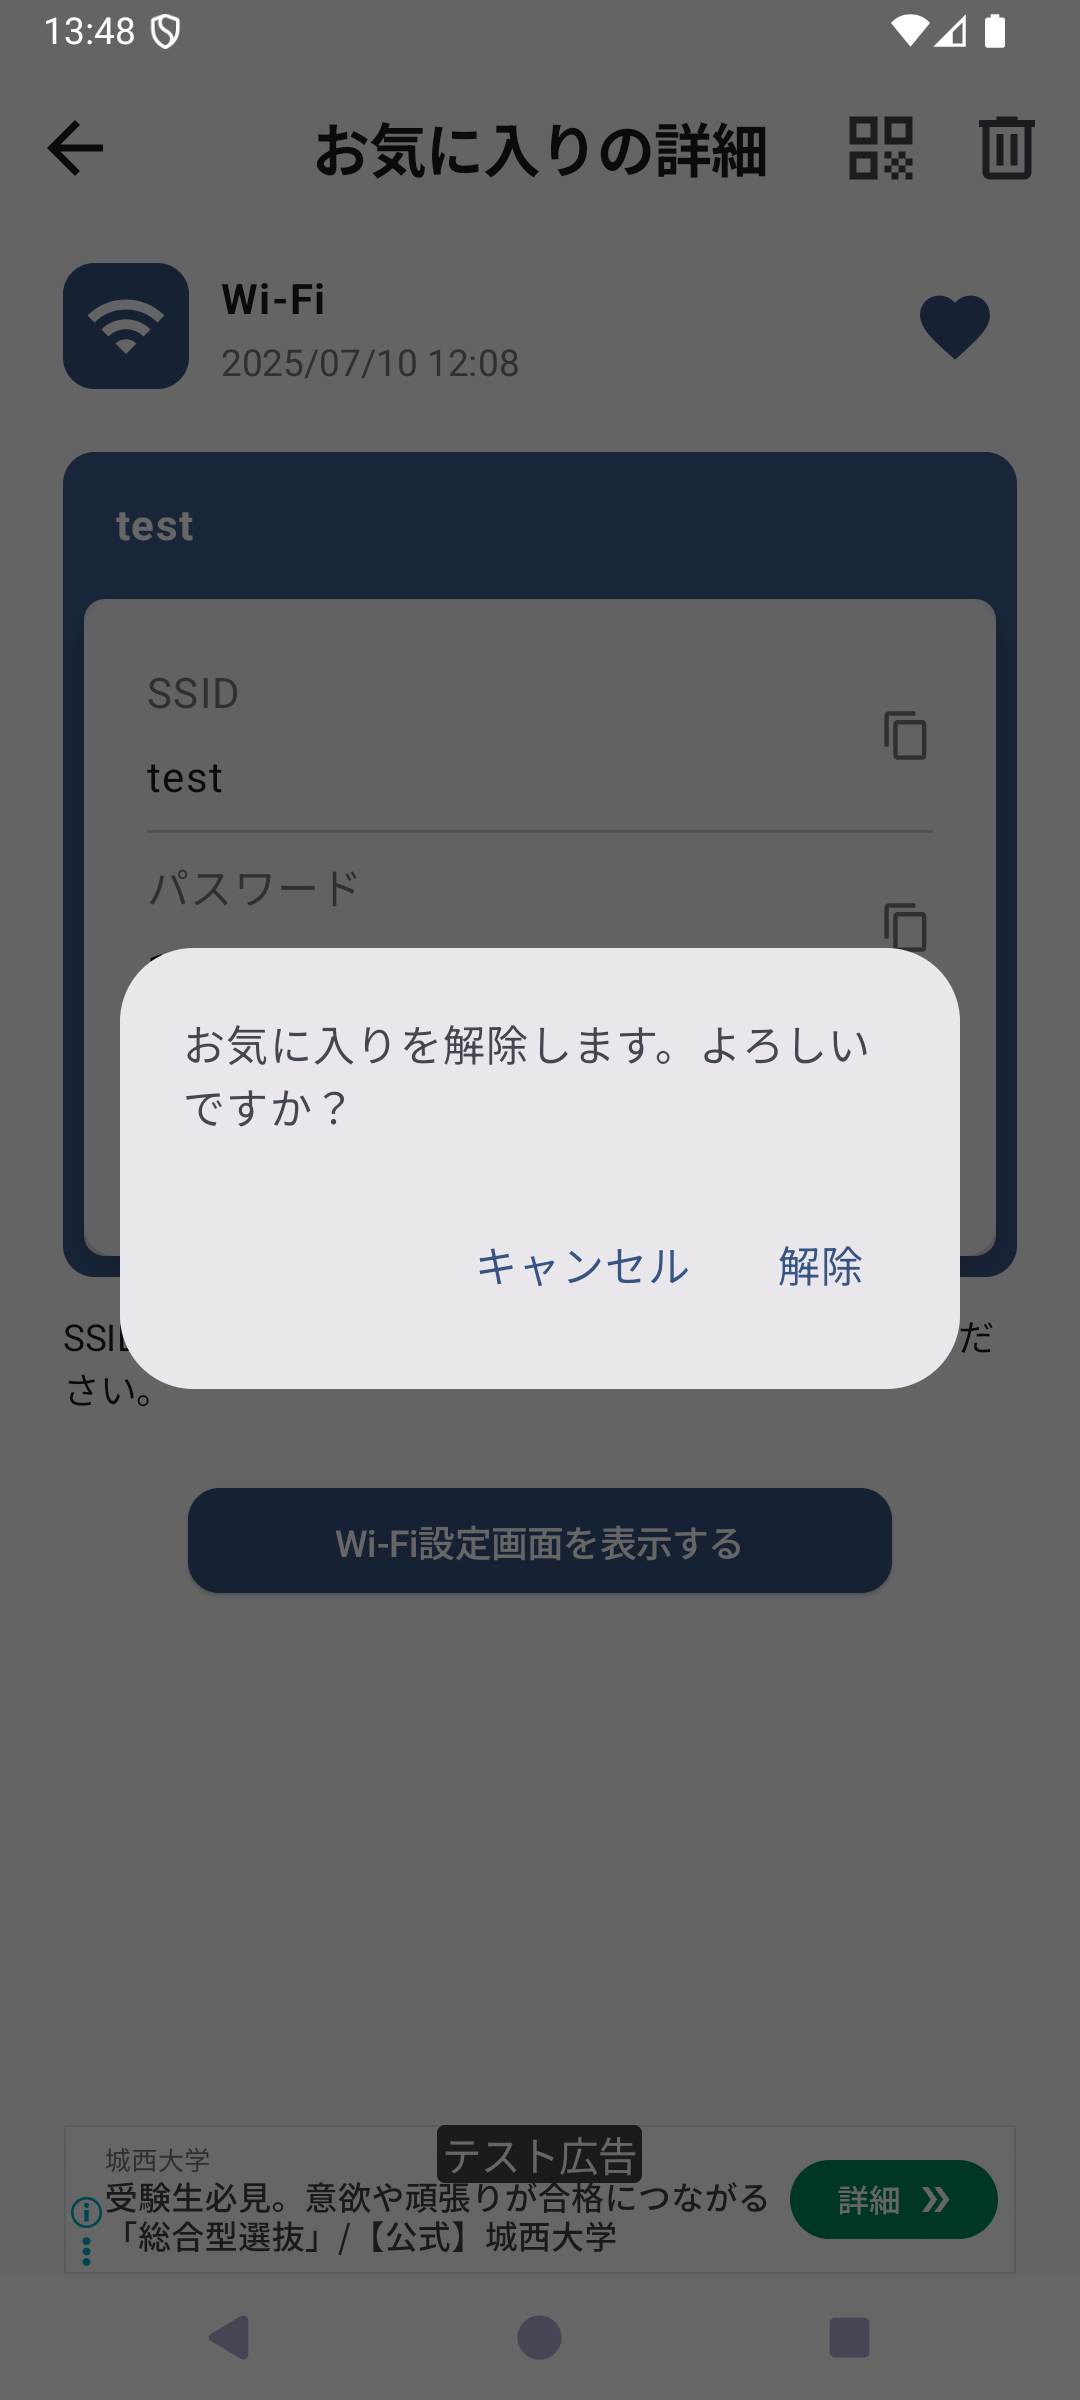 13:48
お気に入りの詳細
Wi-Fi
2025/07/10 12:08
test
SSID
test
パスワード
お気に入りを解除します。よろしい
ですか？
キャンセル 解除
だ
さい。
Wi-Fi設定画面を表示する
テスト広告
城西大学
受験生必見。意欲や頑張りが合格につながる
「総合型選抜」/【公式】城西大学
詳細